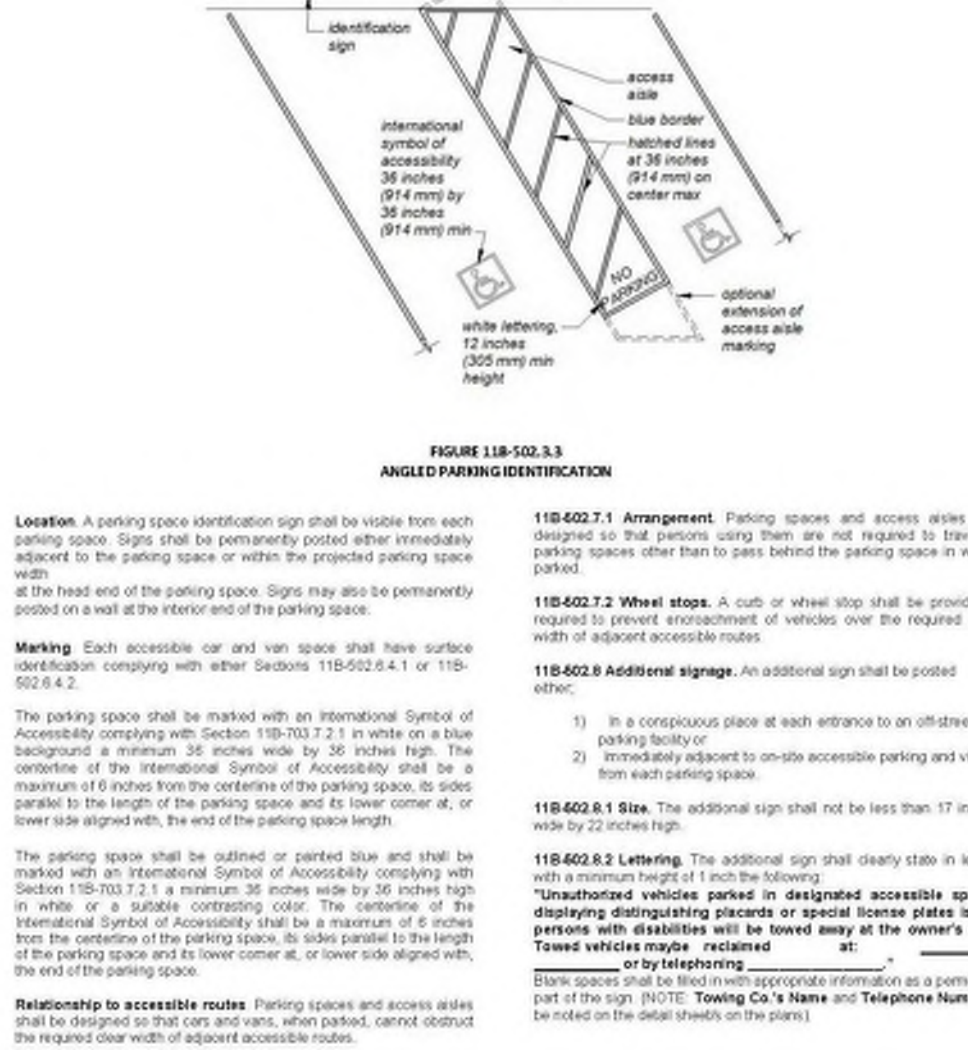 identification
sign
access
aisle
blue border
hatched lines
at 36 inches
(914 mm) on
center max
international
symbol of
accessibility
36 inches
(914 mm) by
36 inches
(914 mm) min
NO
PARKING
optional
extension of
access aisle
marking
white lettering,
12 inches
(305 mm) min
height
FIGURE 11B-502.3.3
ANGLED PARKING IDENTIFICATION
Location. A parking space identification sign shall be visible from each
parking space. Signs shall be permanently posted either immediately
adjacent to the parking space or within the projected parking space
width
at the head end of the parking space. Signs may also be permanently
posted on a wall at the interior end of the parking space.
Marking. Each accessible car and van space shall have surface
identification complying with either Sections 11B-502.6.4.1 or 11B-
502.6.4.2.
The parking space shall be marked with an International Symbol of
Accessibility complying with Section 11B-703.7.2.1 in white on a blue
background a minimum 36 inches wide by 36 inches high. The
centerline of the International Symbol of Accessibility shall be a
maximum of 6 inches from the centerline of the parking space, its sides
parallel to the length of the parking space and its lower corner at, or
lower side aligned with, the end of the parking space length.
The parking space shall be outlined or painted blue and shall be
marked with an International Symbol of Accessibility complying with
Section 11B-703.7.2.1 a minimum 36 inches wide by 36 inches high
in white or a suitable contrasting color. The centerline of the
International Symbol of Accessibility shall be a maximum of 6 inches
from the centerline of the parking space, its sides parallel to the length
of the parking space and its lower corner at, or lower side aligned with,
the end of the parking space.
Relationship to accessible routes Parking spaces and access aisles
shall be designed so that cars and vans, when parked, cannot obstruct
the required clear width of adjacent accessible routes.
11B-502.7.1 Arrangement. Parking spaces and access aisles
designed so that persons using them are not required to trav
parking spaces other than to pass behind the parking space in w
parked.
11B-502.7.2 Wheel stops. A curb or wheel stop shall be provid
required to prevent encroachment of vehicles over the required
width of adjacent accessible routes.
11B-502.8 Additional signage. An additional sign shall be posted
either;
1) In a conspicuous place at each entrance to an off-stree
parking facility or
2) immediately adjacent to on-site accessible parking and vi
from each parking space.
11B-502.8.1 Size. The additional sign shall not be less than 17 in
wide by 22 inches high.
11B-502.8.2 Lettering. The additional sign shall clearly state in le
with a minimum height of 1 inch the following:
"Unauthorized vehicles parked in designated accessible sp
displaying distinguishing placards or special license plates is
persons with disabilities will be towed away at the owner's
Towed vehicles maybe reclaimed at: ______
__________ or by telephoning ________________."
Blank spaces shall be filled in with appropriate information as a perm
part of the sign. (NOTE: Towing Co.'s Name and Telephone Num
be noted on the detail sheet/s on the plans)